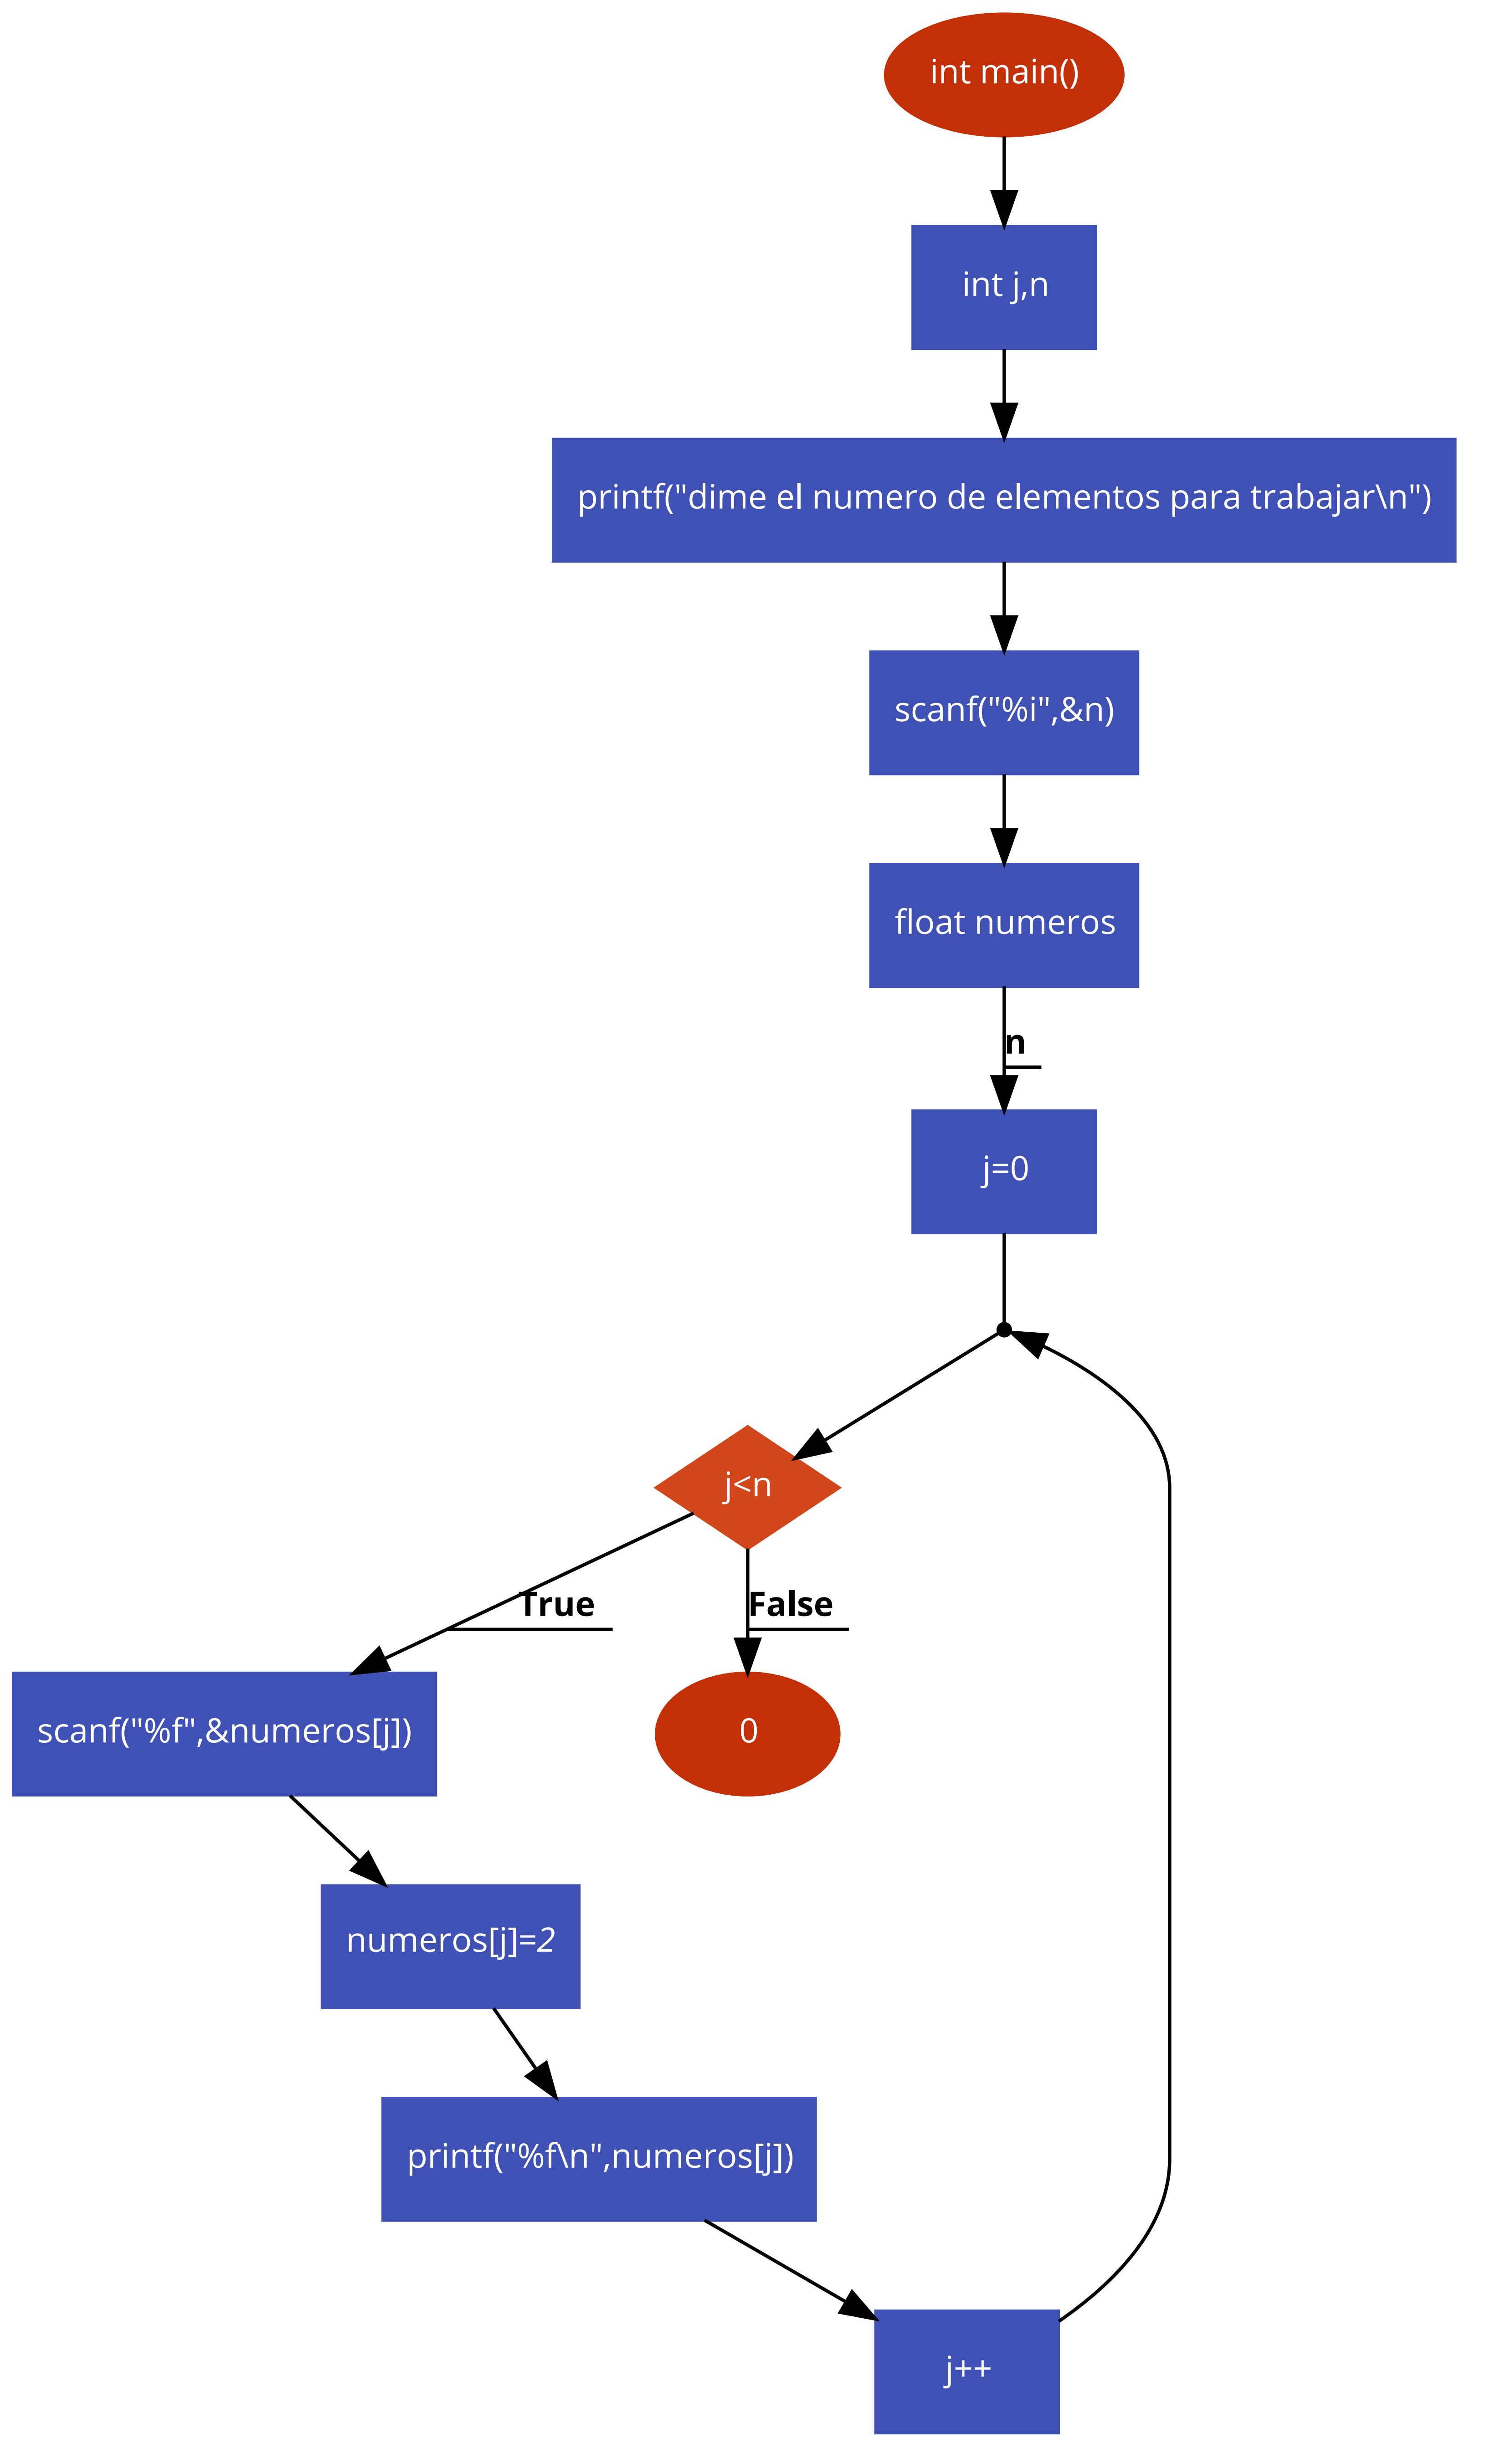 int main()
int j,n
printf("dime el numero de elementos para trabajar\n")
scanf("%i",&n)
float numeros
n
j=0
j<n
True
False
scanf("%f",&numeros[j])
0
numeros[j]=2
printf("%f\n",numeros[j])
j++